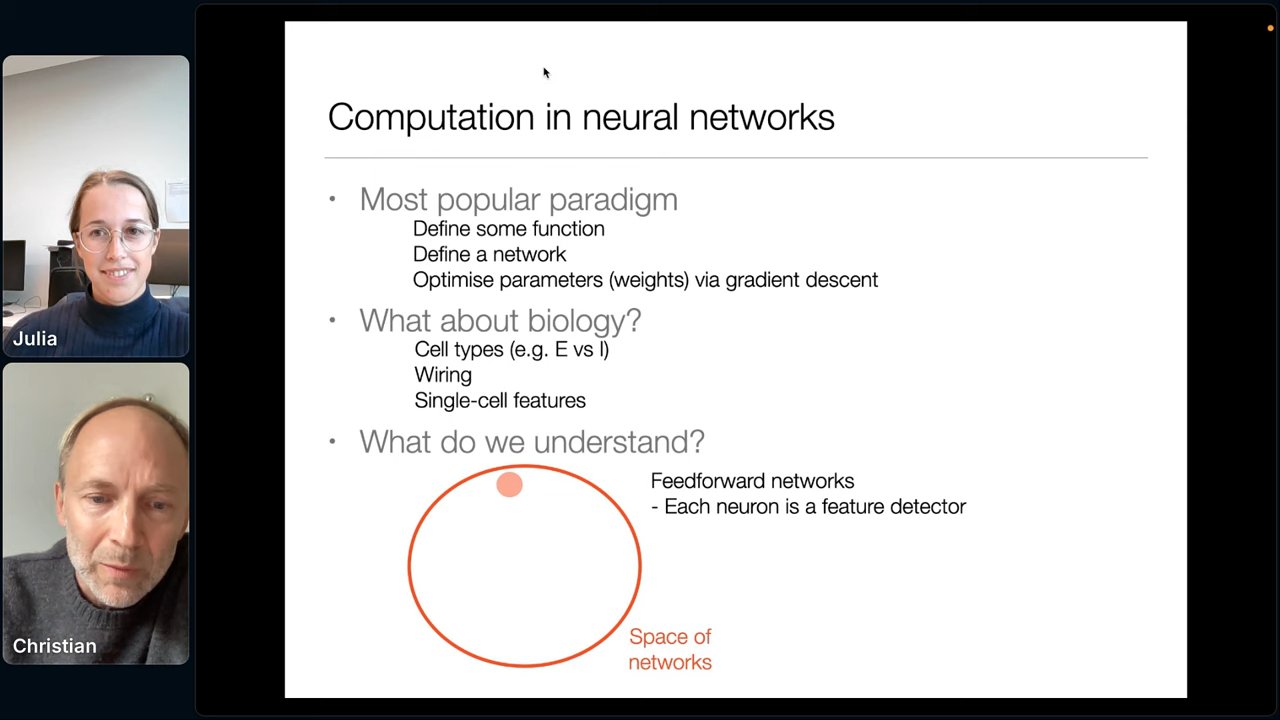 Computation in neural networks
• Most popular paradigm
Define some function
Define a network
Optimise parameters (weights) via gradient descent
• What about biology?
Cell types (e.g. E vs I)
Wiring
Single-cell features
• What do we understand?
Feedforward networks
- Each neuron is a feature detector
Space of
networks
Julia
Christian